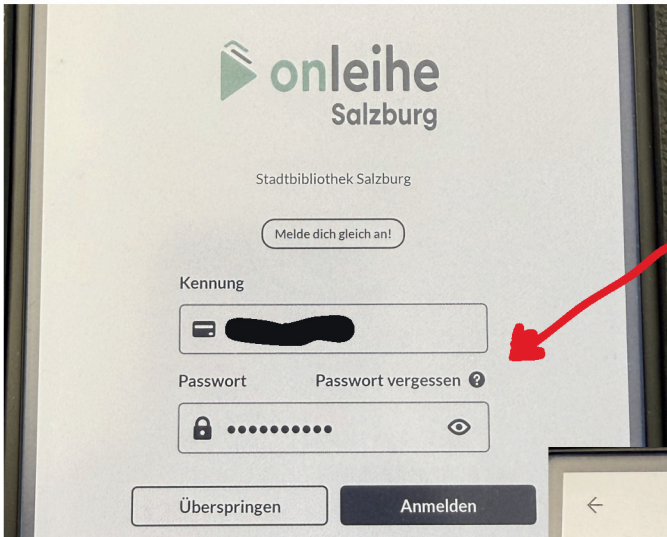 onleihe
Salzburg
Stadtbibliothek Salzburg
Melde dich gleich an!
Kennung
Passwort Passwort vergessen ?
••••••••••
Überspringen Anmelden